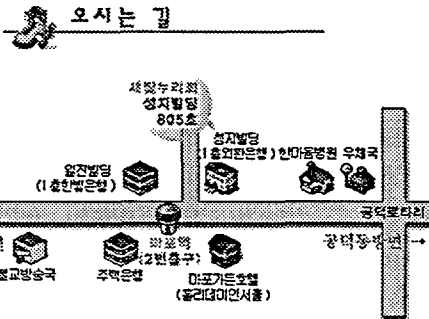 오시는 길
새빛누리회
성지빌딩
805호
성지빌딩
(1층외환은행)
한마음병원
우체국
일진빌딩
(1층한빛은행)
공덕로타리
마포역
(2번출구)
공덕동방면 →
불교방송국
주택은행
마포가든호텔
(홀리데이인서울)